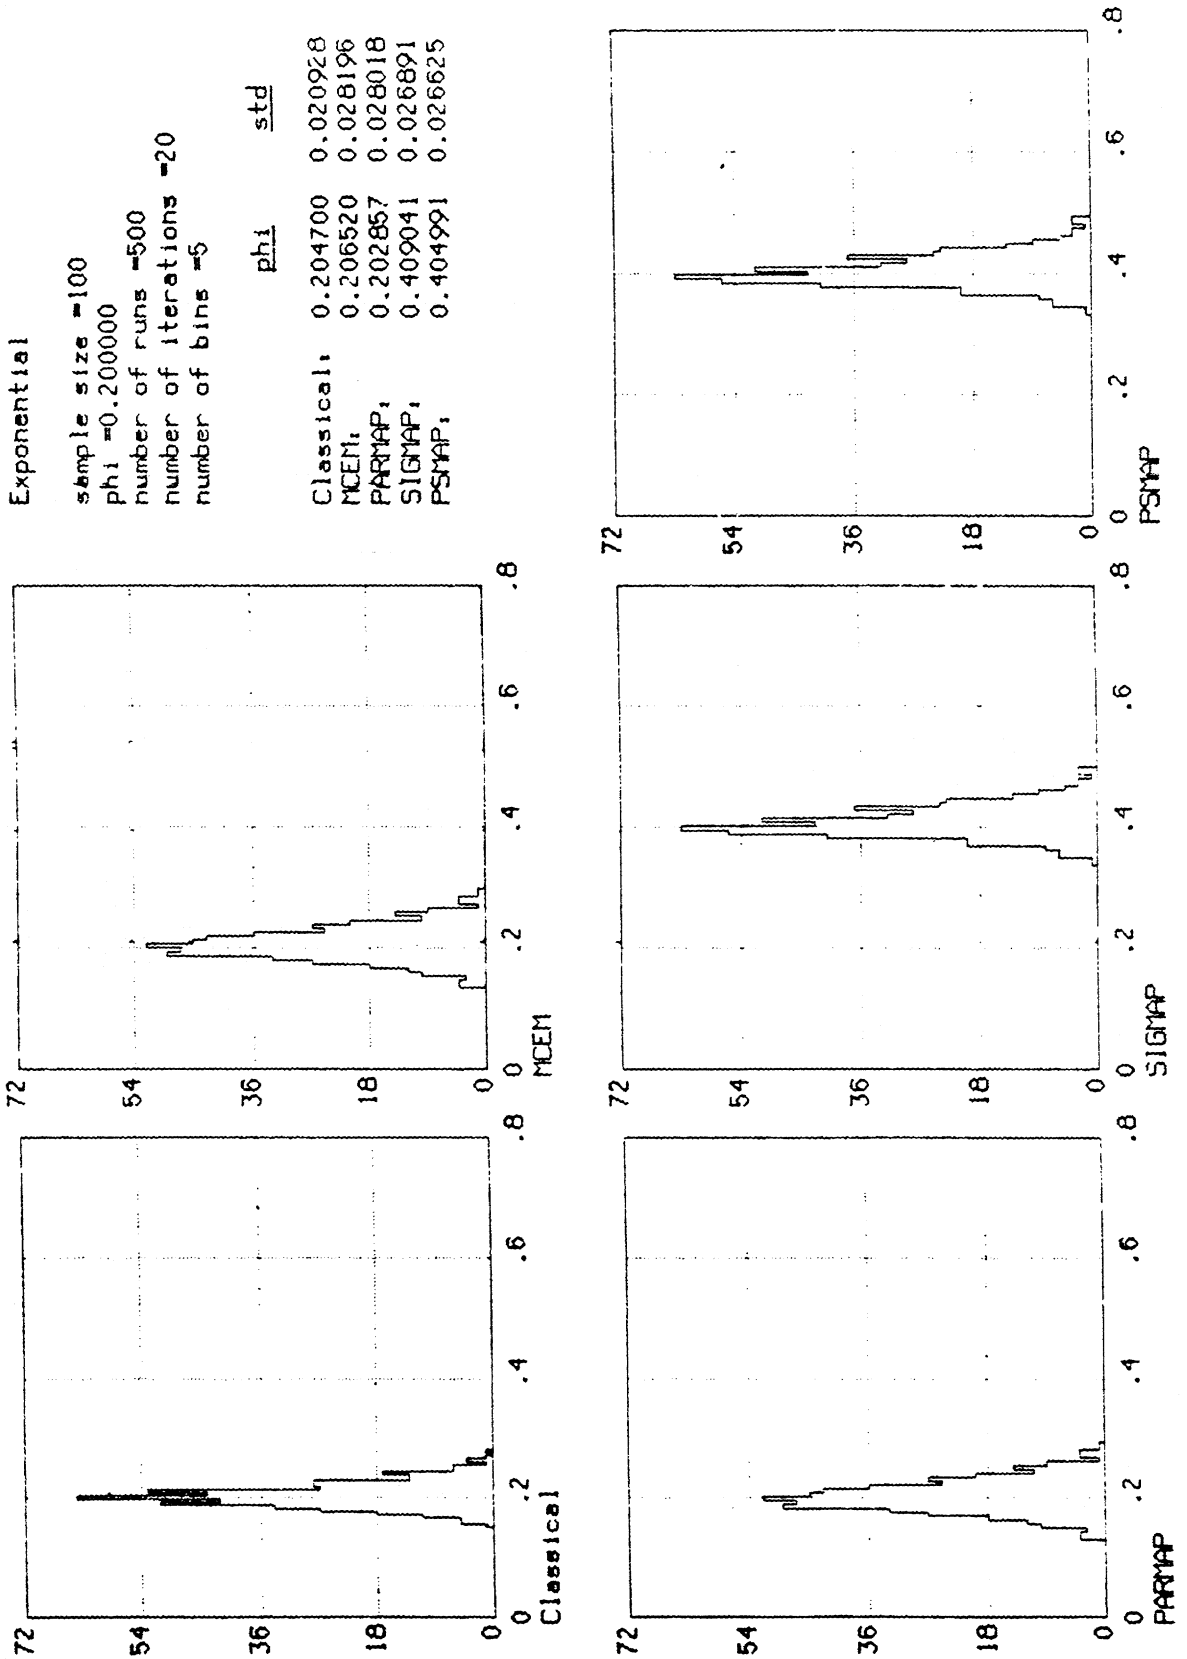 Exponential
sample size =100
phi =0.200000
number of runs =500
number of iterations =20
number of bins =5
phi std
Classical: 0.204700 0.020928
MCEM: 0.206520 0.028196
PARMAP: 0.202857 0.028018
SIGMAP: 0.409041 0.026891
PSMAP: 0.404991 0.026625
72
54
36
18
0
0 .2 .4 .6 .8
Classical
72
54
36
18
0
0 .2 .4 .6 .8
MCEM
72
54
36
18
0
0 .2 .4 .6 .8
PARMAP
72
54
36
18
0
0 .2 .4 .6 .8
SIGMAP
72
54
36
18
0
0 .2 .4 .6 .8
PSMAP